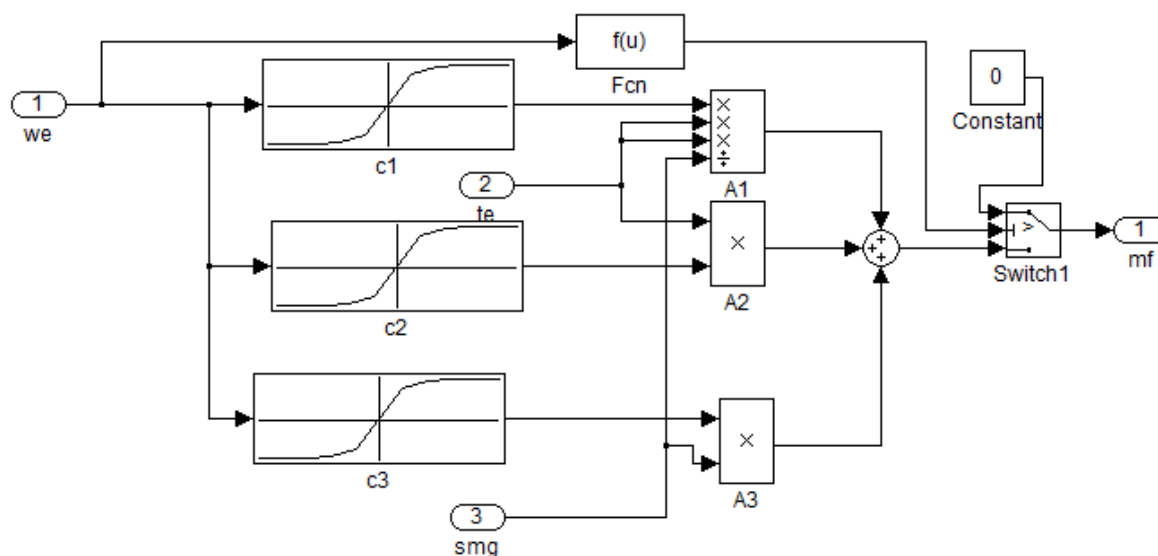 f(u)
Fcn
0
Constant
1
we
c1
×
×
×
÷
A1
2
te
×
A2
c2
+
+
+
>
Switch1
1
mf
c3
×
A3
3
smg